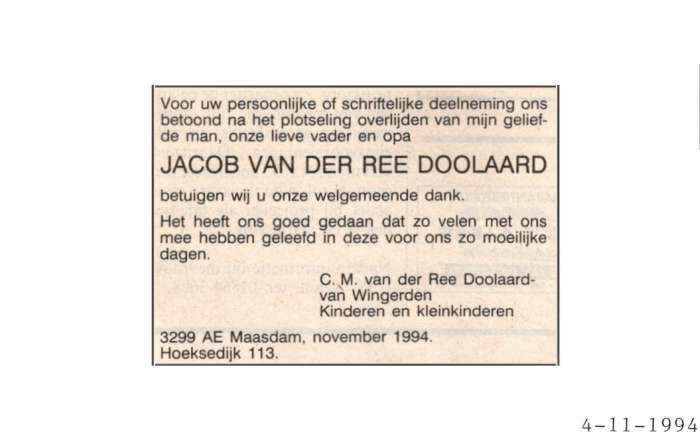 Voor uw persoonlijke of schriftelijke deelneming ons
betoond na het plotseling overlijden van mijn gelief-
de man, onze lieve vader en opa
JACOB VAN DER REE DOOLAARD
betuigen wij u onze welgemeende dank.
Het heeft ons goed gedaan dat zo velen met ons
mee hebben geleefd in deze voor ons zo moeilijke
dagen.
C. M. van der Ree Doolaard-
van Wingerden
Kinderen en kleinkinderen
3299 AE Maasdam, november 1994.
Hoeksedijk 113.
4-11-1994